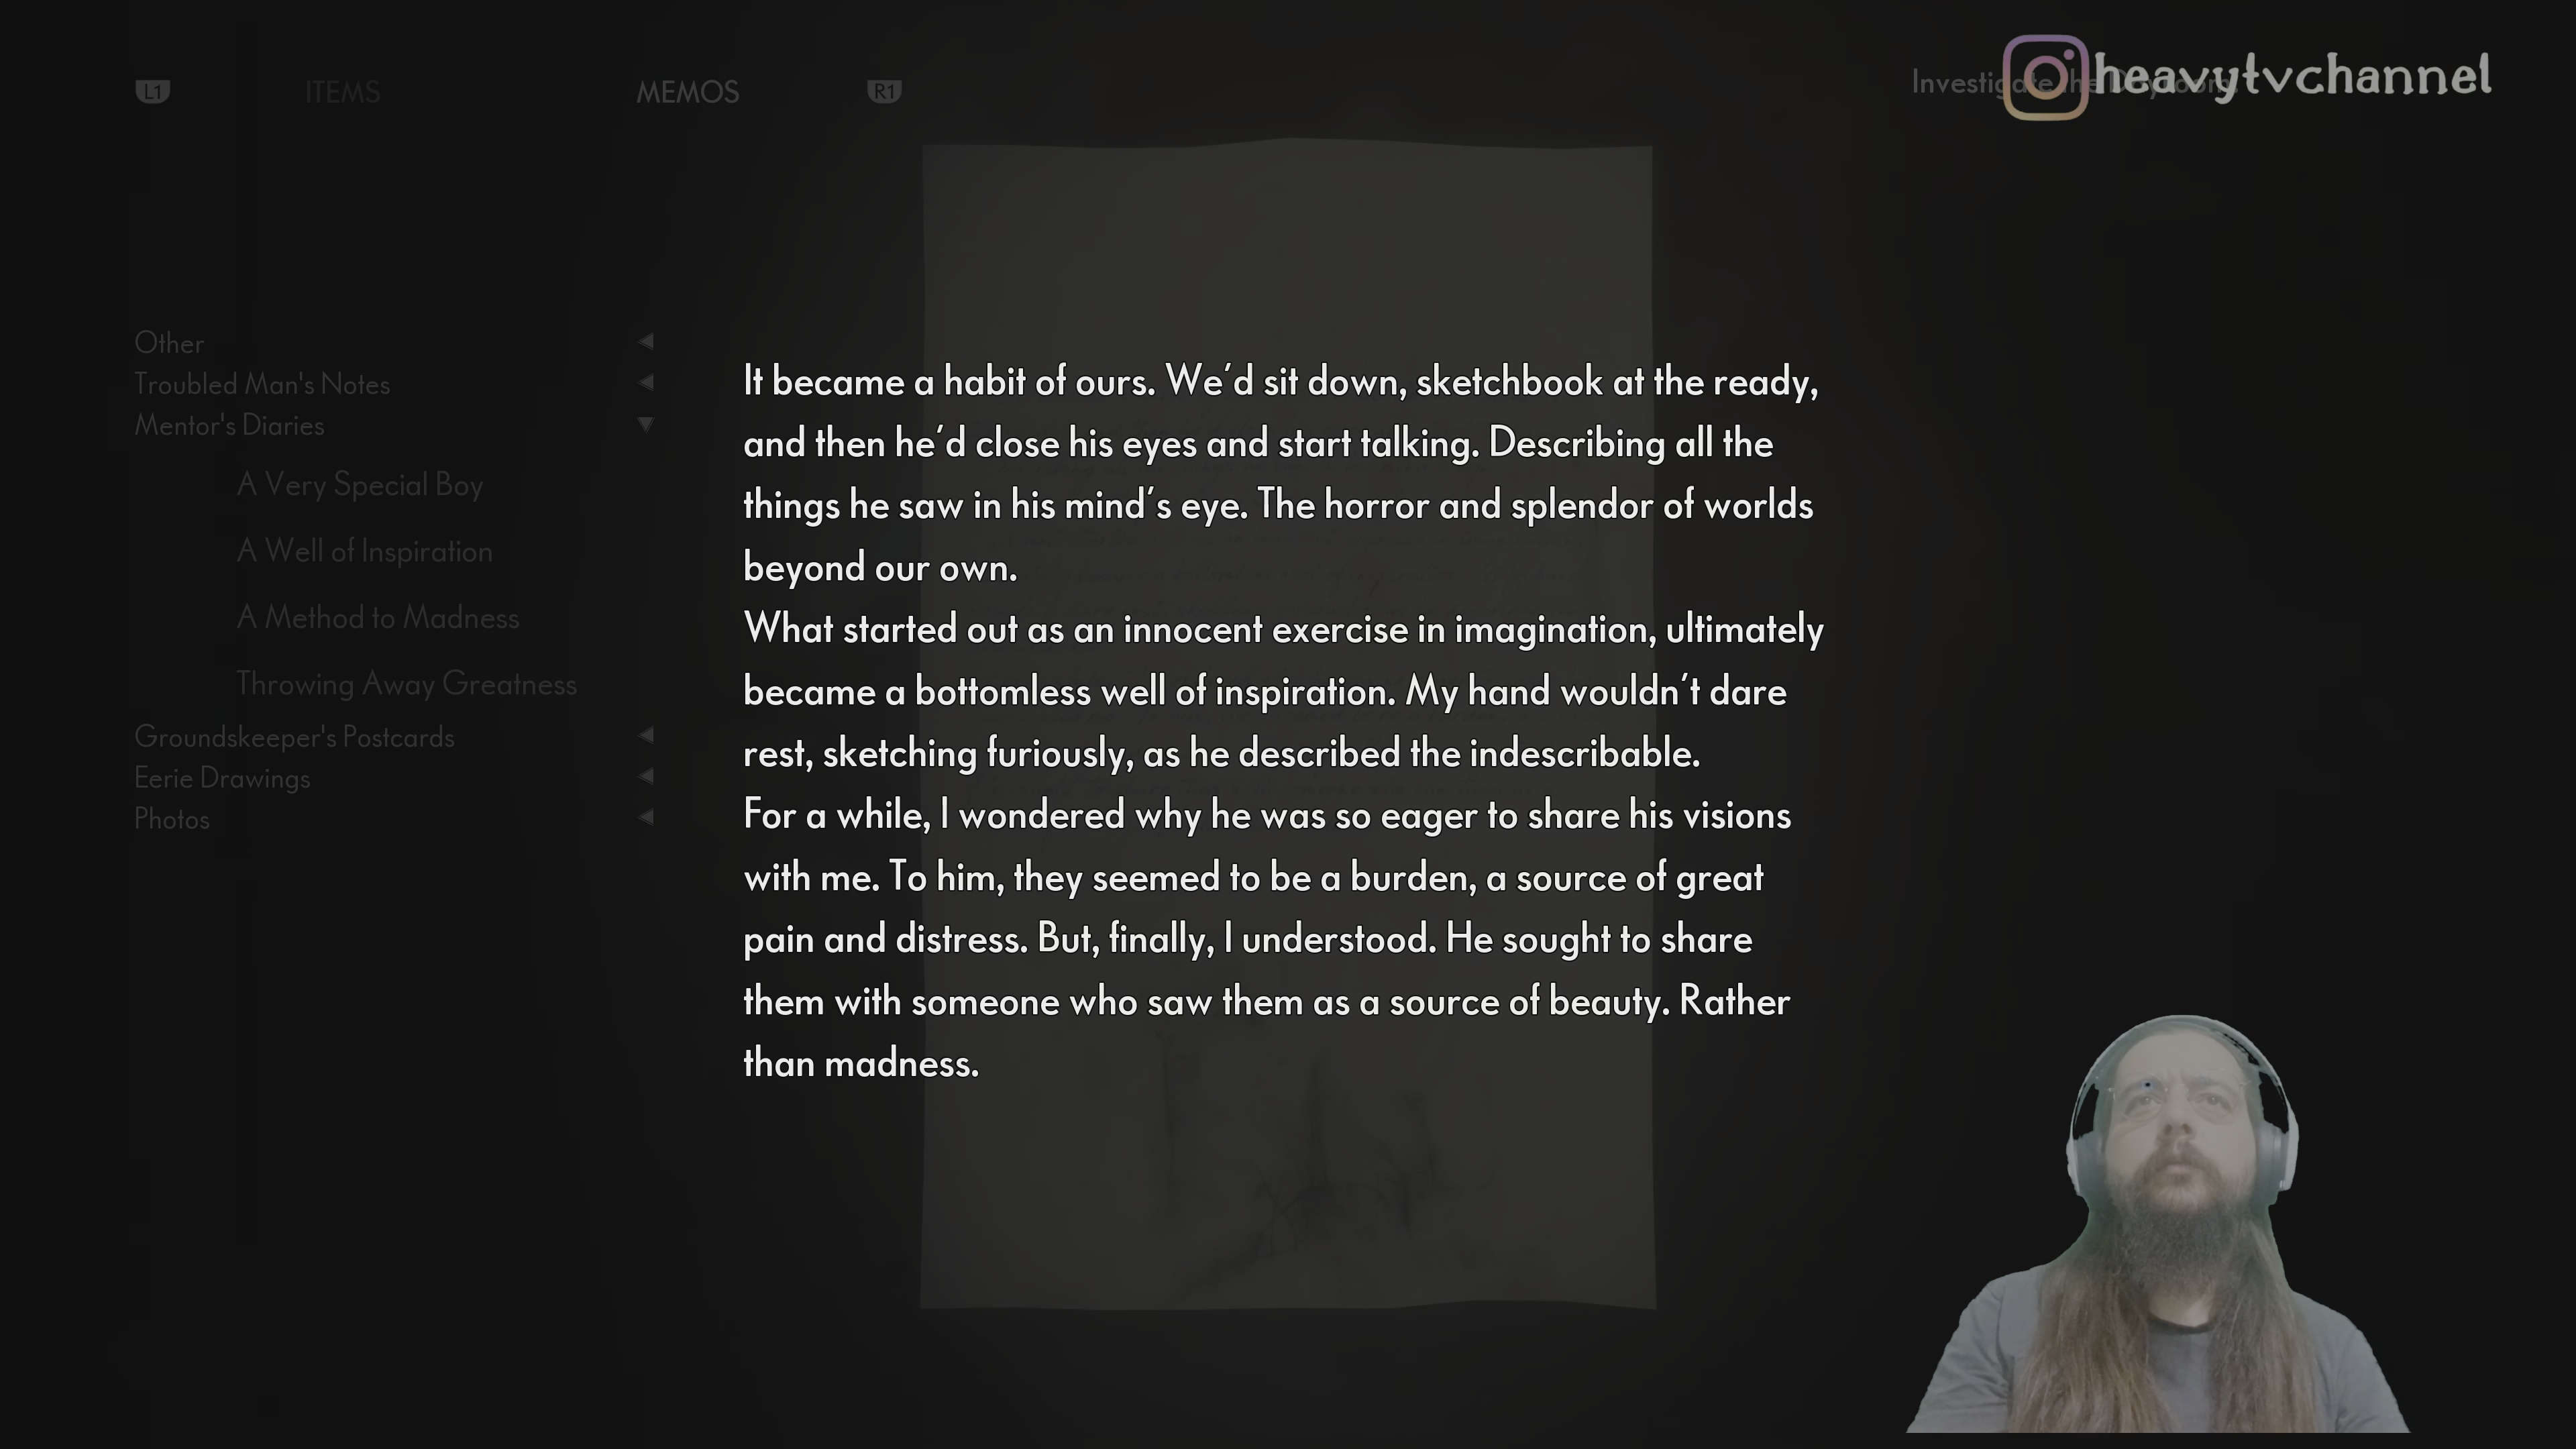 L1
ITEMS
MEMOS
R1
Investigate the
heavytvchannel
Other
Troubled Man's Notes
Mentor's Diaries
A Very Special Boy
A Well of Inspiration
A Method to Madness
Throwing Away Greatness
Groundskeeper's Postcards
Eerie Drawings
Photos
It became a habit of ours. We'd sit down, sketchbook at the ready,
and then he'd close his eyes and start talking. Describing all the
things he saw in his mind's eye. The horror and splendor of worlds
beyond our own.
What started out as an innocent exercise in imagination, ultimately
became a bottomless well of inspiration. My hand wouldn't dare
rest, sketching furiously, as he described the indescribable.
For a while, I wondered why he was so eager to share his visions
with me. To him, they seemed to be a burden, a source of great
pain and distress. But, finally, I understood. He sought to share
them with someone who saw them as a source of beauty. Rather
than madness.